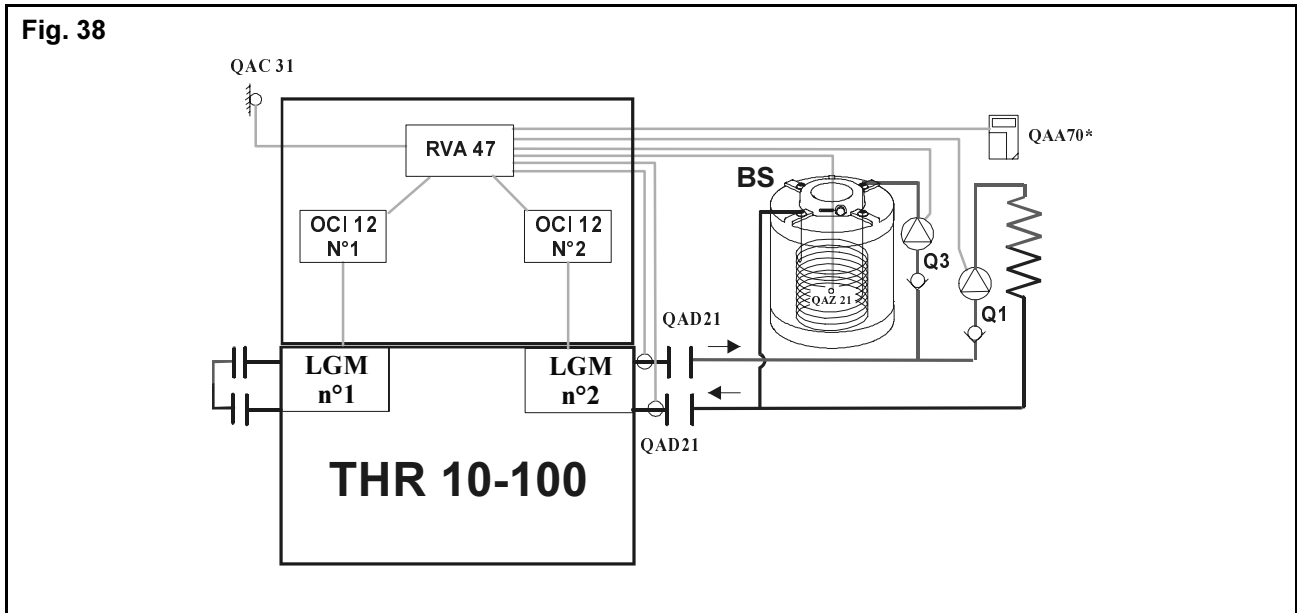 Fig. 38
QAC 31
RVA 47
QAA70*
BS
OCI 12
N°1
OCI 12
N°2
Q3
QAZ 21
Q1
QAD21
LGM
n°1
LGM
n°2
QAD21
THR 10-100